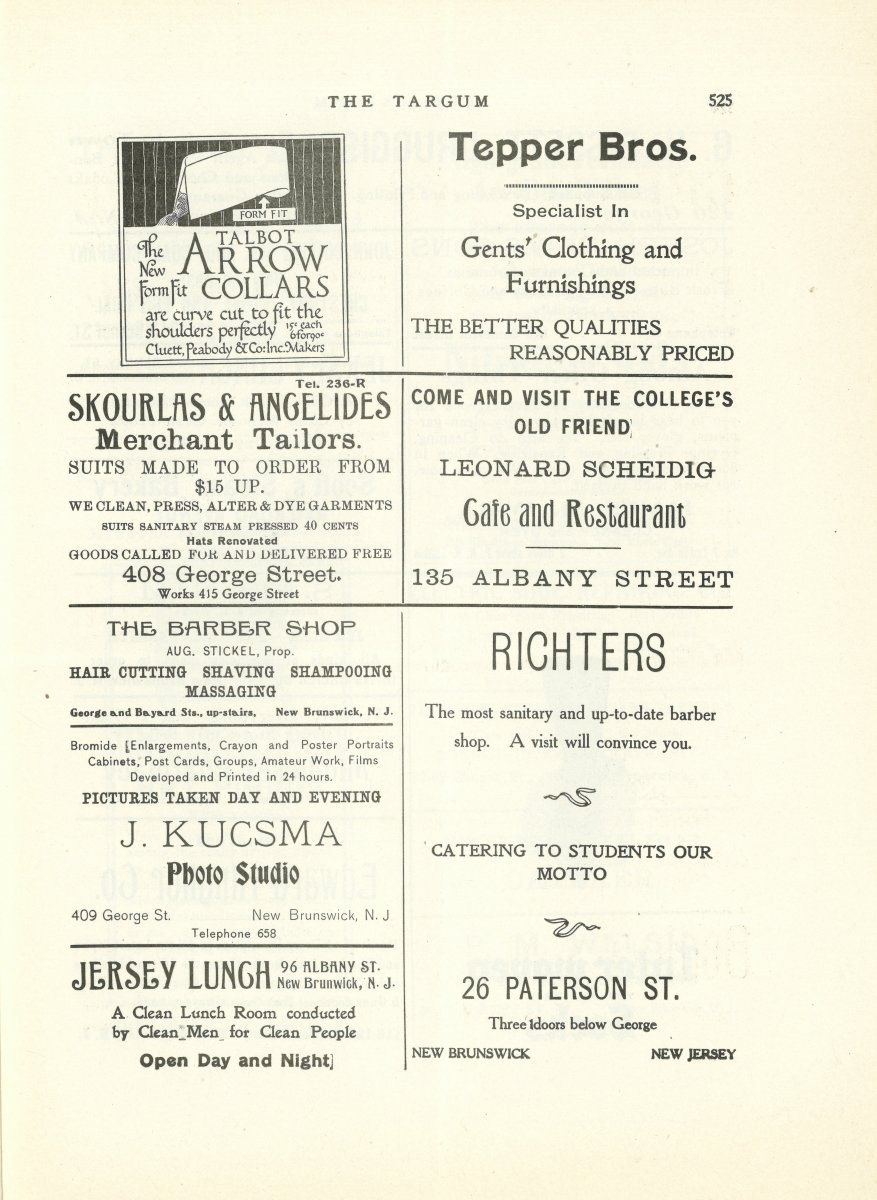 THE TARGUM 525
FORM FIT
The New Form Fit
TALBOT
ARROW
COLLARS
are curve cut to fit the
shoulders perfectly 15¢ each 6 for 90¢
Cluett, Peabody & Co: Inc. Makers
Tepper Bros.
Specialist In
Gents' Clothing and
Furnishings
THE BETTER QUALITIES
REASONABLY PRICED
Tel. 236-R
SKOURLAS & ANGELIDES
Merchant Tailors.
SUITS MADE TO ORDER FROM
$15 UP.
WE CLEAN, PRESS, ALTER & DYE GARMENTS
SUITS SANITARY STEAM PRESSED 40 CENTS
Hats Renovated
GOODS CALLED FOR AND DELIVERED FREE
408 George Street.
Works 415 George Street
COME AND VISIT THE COLLEGE'S
OLD FRIEND
LEONARD SCHEIDIG
Cafe and Restaurant
135 ALBANY STREET
THE BARBER SHOP
AUG. STICKEL, Prop.
HAIR CUTTING SHAVING SHAMPOOING
MASSAGING
George and Bayard Sts., up-stairs, New Brunswick, N. J.
Bromide Enlargements, Crayon and Poster Portraits
Cabinets, Post Cards, Groups, Amateur Work, Films
Developed and Printed in 24 hours.
PICTURES TAKEN DAY AND EVENING
J. KUCSMA
Photo Studio
409 George St. New Brunswick, N. J
Telephone 658
JERSEY LUNCH 96 ALBANY ST.
New Brunwick, N. J.
A Clean Lunch Room conducted
by Clean Men for Clean People
Open Day and Night
RICHTERS
The most sanitary and up-to-date barber
shop. A visit will convince you.
CATERING TO STUDENTS OUR
MOTTO
26 PATERSON ST.
Three doors below George
NEW BRUNSWICK NEW JERSEY